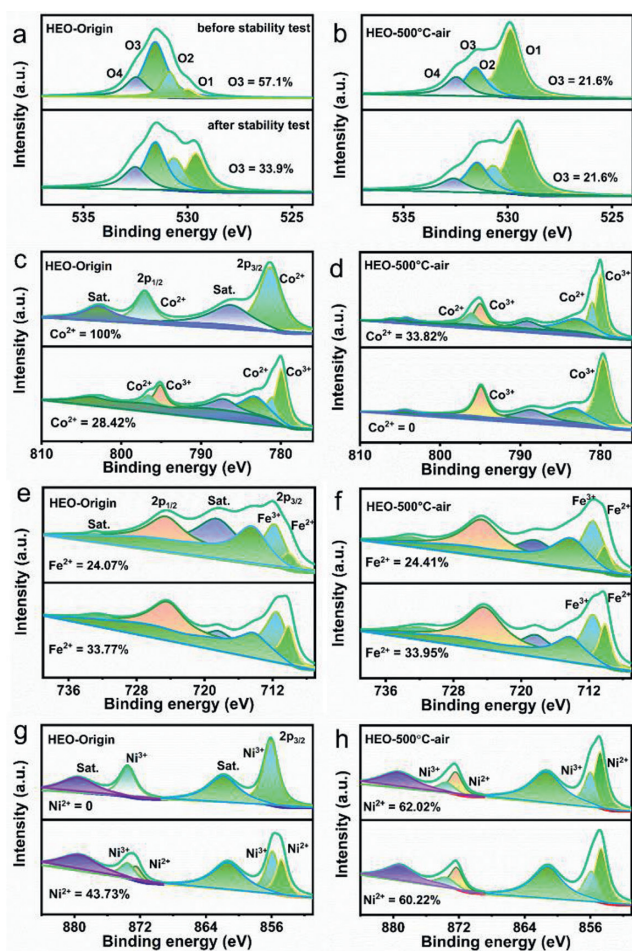 a
HEO-Origin
before stability test
O3
O2
O4
O1
O3 = 57.1%
after stability test
O3 = 33.9%
535
530
525
Binding energy (eV)
Intensity (a.u.)
b
HEO-500°C-air
O1
O3
O4
O2
O3 = 21.6%
O3 = 21.6%
535
530
525
Binding energy (eV)
c
HEO-Origin
2p3/2
2p1/2
Co2+
Sat.
Co2+
Sat.
Co2+ = 100%
Co2+
Co3+
Co2+
Co3+
Co2+ = 28.42%
810
800
790
780
Binding energy (eV)
Intensity (a.u.)
d
HEO-500°C-air
Co3+
Co2+
Co3+
Co2+
Co2+ = 33.82%
Co3+
Co3+
Co2+ = 0
810
800
790
780
Binding energy (eV)
e
HEO-Origin
2p1/2
Sat.
2p3/2
Sat.
Fe3+
Fe2+
Fe2+ = 24.07%
Fe2+ = 33.77%
736
728
720
712
Binding energy (eV)
Intensity (a.u.)
f
HEO-500°C-air
Fe3+
Fe2+
Fe2+ = 24.41%
Fe3+
Fe2+
Fe2+ = 33.95%
736
728
720
712
Binding energy (eV)
g
HEO-Origin
2p3/2
Ni3+
Sat.
Ni3+
Sat.
Ni2+ = 0
Ni3+
Ni2+
Ni3+
Ni2+
Ni2+ = 43.73%
880
872
864
856
Binding energy (eV)
Intensity (a.u.)
h
HEO-500°C-air
Ni3+
Ni2+
Ni3+
Ni2+
Ni2+ = 62.02%
Ni2+ = 60.22%
880
872
864
856
Binding energy (eV)